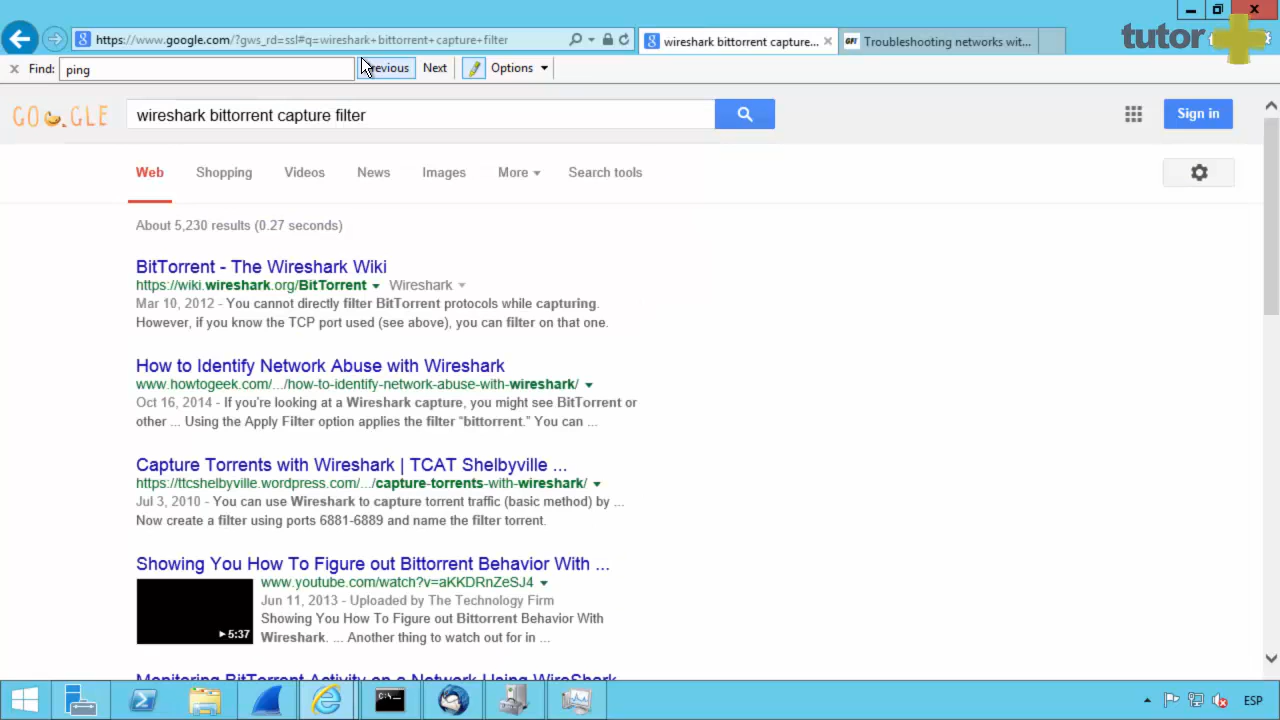 https://www.google.com/?gws_rd=ssl#q=wireshark+bittorrent+capture+filter
wireshark bittorrent capture...
GFI Troubleshooting networks wit...
tutor
Find: ping
Next
Options
GOOGLE
wireshark bittorrent capture filter
Sign in
Web Shopping Videos News Images More Search tools
About 5,230 results (0.27 seconds)
BitTorrent - The Wireshark Wiki
https://wiki.wireshark.org/BitTorrent Wireshark
Mar 10, 2012 - You cannot directly filter BitTorrent protocols while capturing.
However, if you know the TCP port used (see above), you can filter on that one.
How to Identify Network Abuse with Wireshark
www.howtogeek.com/.../how-to-identify-network-abuse-with-wireshark/
Oct 16, 2014 - If you're looking at a Wireshark capture, you might see BitTorrent or
other ... Using the Apply Filter option applies the filter “bittorrent.” You can ...
Capture Torrents with Wireshark | TCAT Shelbyville ...
https://ttcshelbyville.wordpress.com/.../capture-torrents-with-wireshark/
Jul 3, 2010 - You can use Wireshark to capture torrent traffic (basic method) by ...
Now create a filter using ports 6881-6889 and name the filter torrent.
Showing You How To Figure out Bittorrent Behavior With ...
www.youtube.com/watch?v=aKKDRnZeSJ4
Jun 11, 2013 - Uploaded by The Technology Firm
Showing You How To Figure out Bittorrent Behavior With
Wireshark. ... Another thing to watch out for in ...
5:37
Monitoring BitTorrent Activity on a Network Using WireShark
C:\
ESP